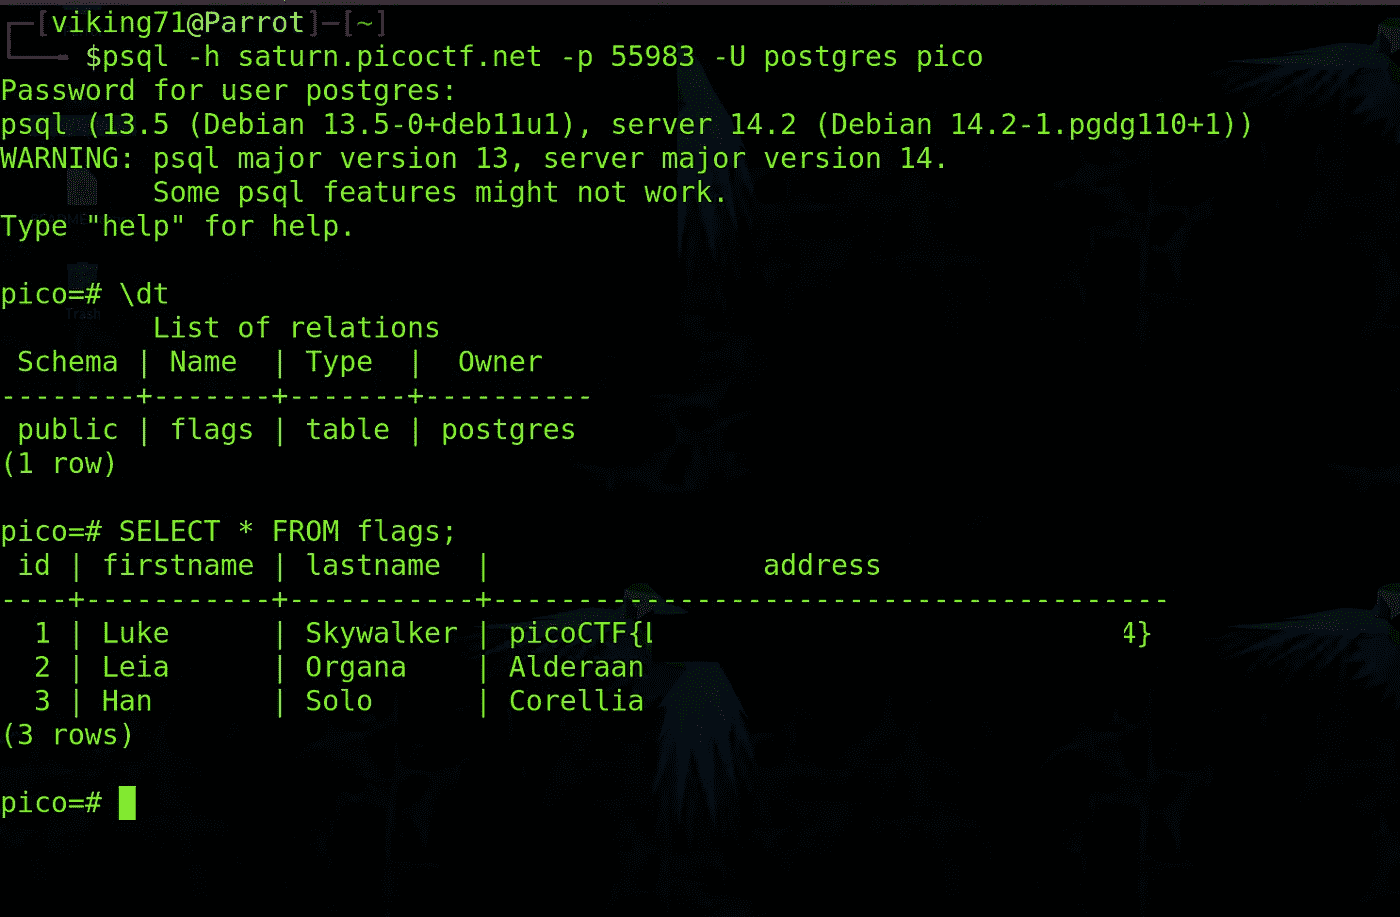 ┌─[viking71@Parrot]─[~]
└──╼ $psql -h saturn.picoctf.net -p 55983 -U postgres pico
Password for user postgres:
psql (13.5 (Debian 13.5-0+deb11u1), server 14.2 (Debian 14.2-1.pgdg110+1))
WARNING: psql major version 13, server major version 14.
         Some psql features might not work.
Type "help" for help.

pico=# \dt
         List of relations
 Schema | Name  | Type  |  Owner
--------+-------+-------+----------
 public | flags | table | postgres
(1 row)

pico=# SELECT * FROM flags;
 id | firstname | lastname  |                address
----+-----------+-----------+----------------------------------------
  1 | Luke      | Skywalker | picoCTF{L                           4}
  2 | Leia      | Organa    | Alderaan
  3 | Han       | Solo      | Corellia
(3 rows)

pico=#
Trash